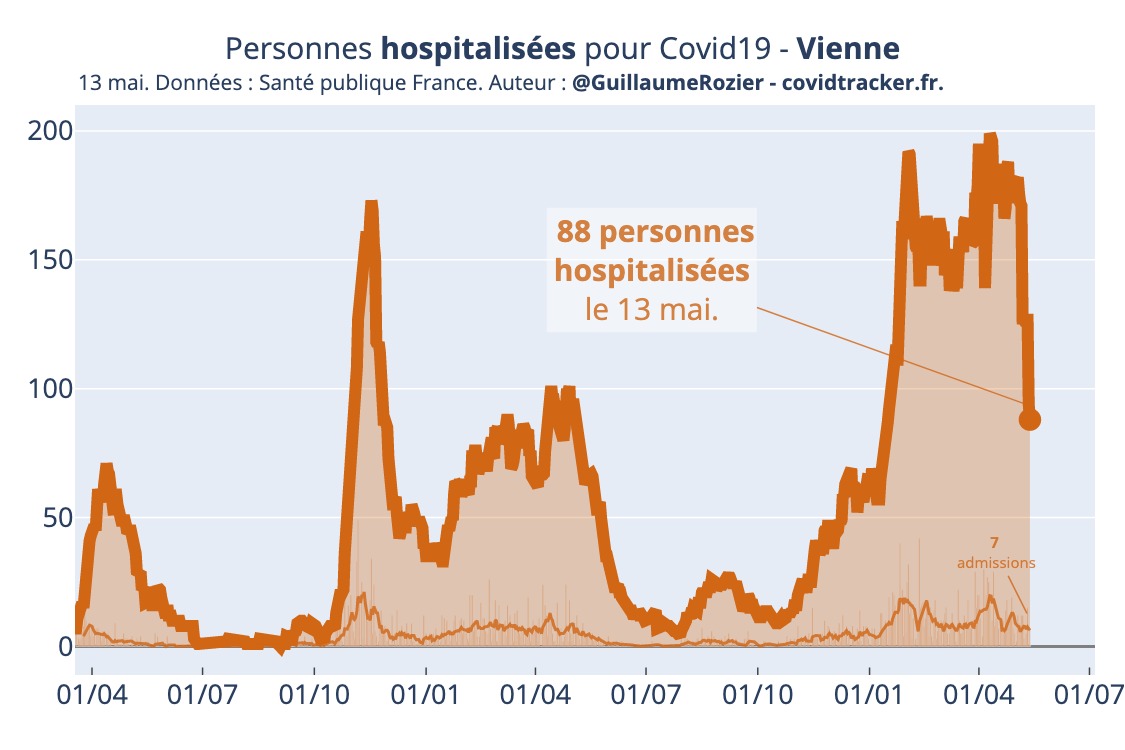 Personnes hospitalisées pour Covid19 - Vienne
13 mai. Données : Santé publique France. Auteur : @GuillaumeRozier - covidtracker.fr.
200
150
100
50
0
88 personnes
hospitalisées
le 13 mai.
7
admissions
01/04 01/07 01/10 01/01 01/04 01/07 01/10 01/01 01/04 01/07